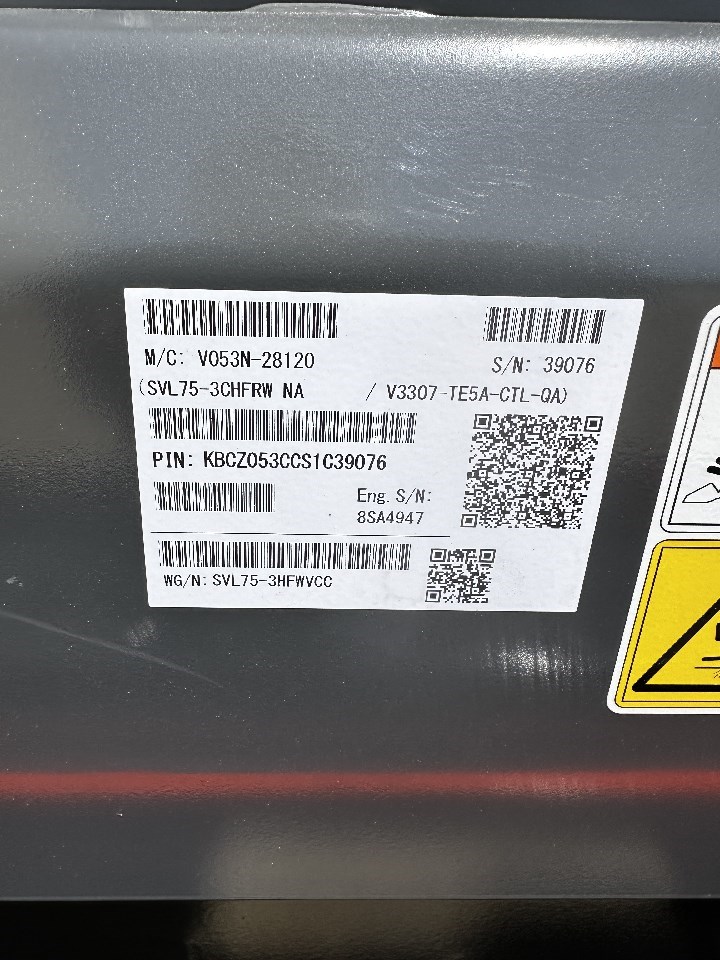 M/C: V053N-28120
S/N: 39076
(SVL75-3CHFRW NA / V3307-TE5A-CTL-QA)
PIN: KBCZ053CCS1C39076
Eng. S/N:
8SA4947
WG/N: SVL75-3HFWVCC